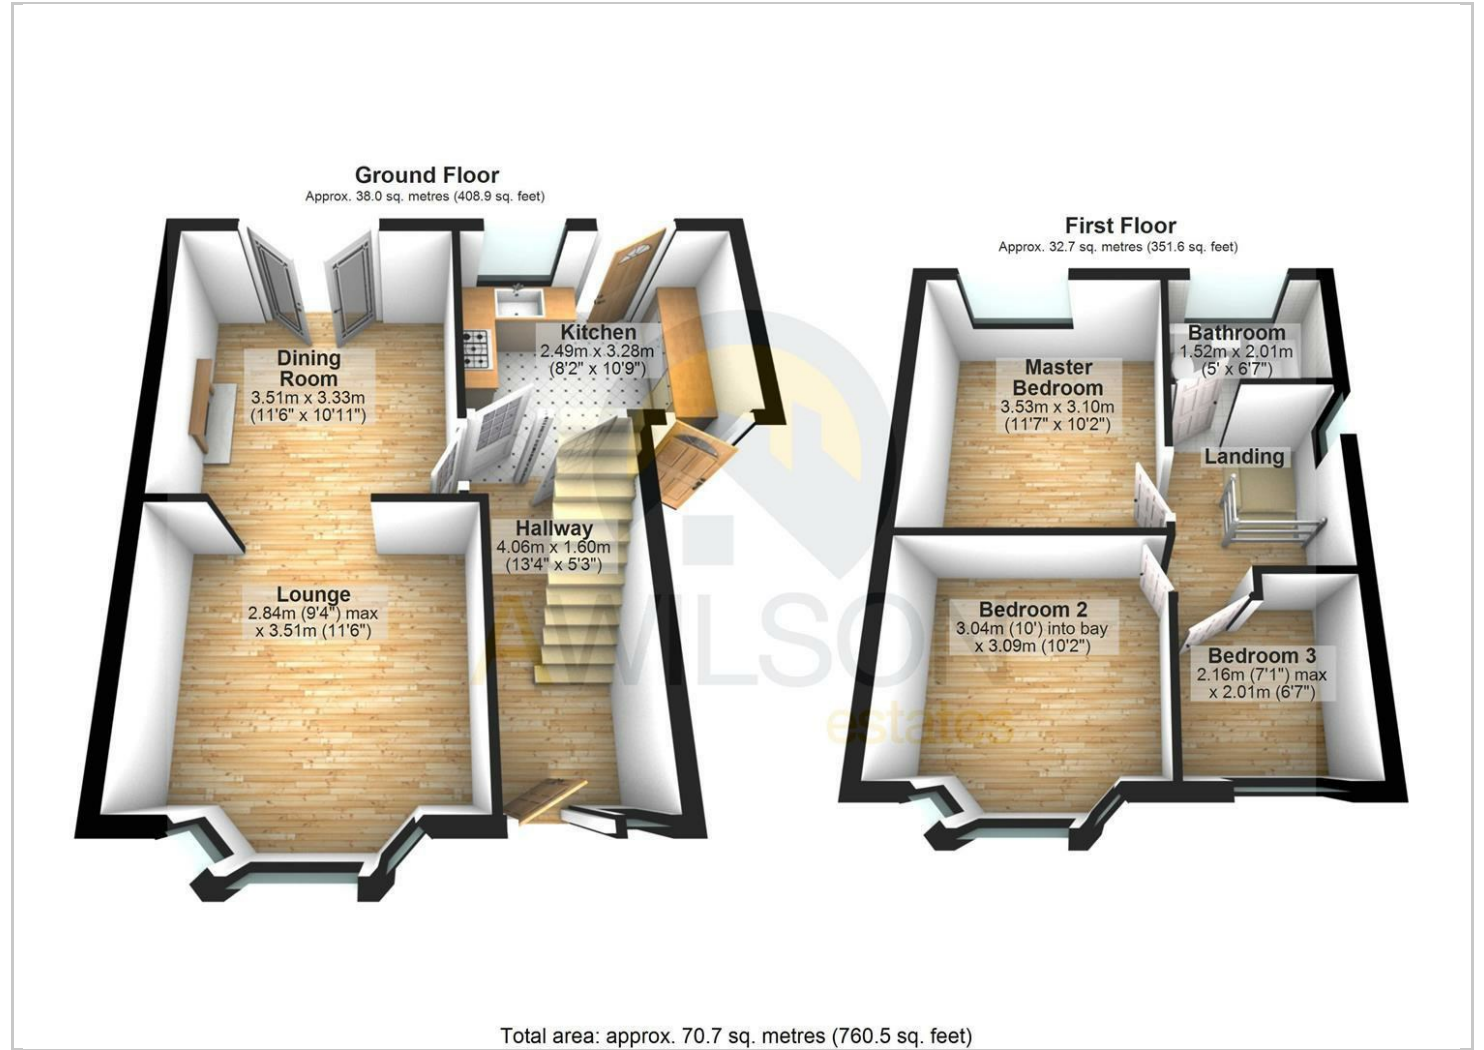 Ground Floor
Approx. 38.0 sq. metres (408.9 sq. feet)
Dining
Room
3.51m x 3.33m
(11'6" x 10'11")
Kitchen
2.49m x 3.28m
(8'2" x 10'9")
Hallway
4.06m x 1.60m
(13'4" x 5'3")
Lounge
2.84m (9'4") max
x 3.51m (11'6")
First Floor
Approx. 32.7 sq. metres (351.6 sq. feet)
Master
Bedroom
3.53m x 3.10m
(11'7" x 10'2")
Bathroom
1.52m x 2.01m
(5' x 6'7")
Landing
Bedroom 2
3.04m (10') into bay
x 3.09m (10'2")
Bedroom 3
2.16m (7'1") max
x 2.01m (6'7")
AWILSON
estates
Total area: approx. 70.7 sq. metres (760.5 sq. feet)